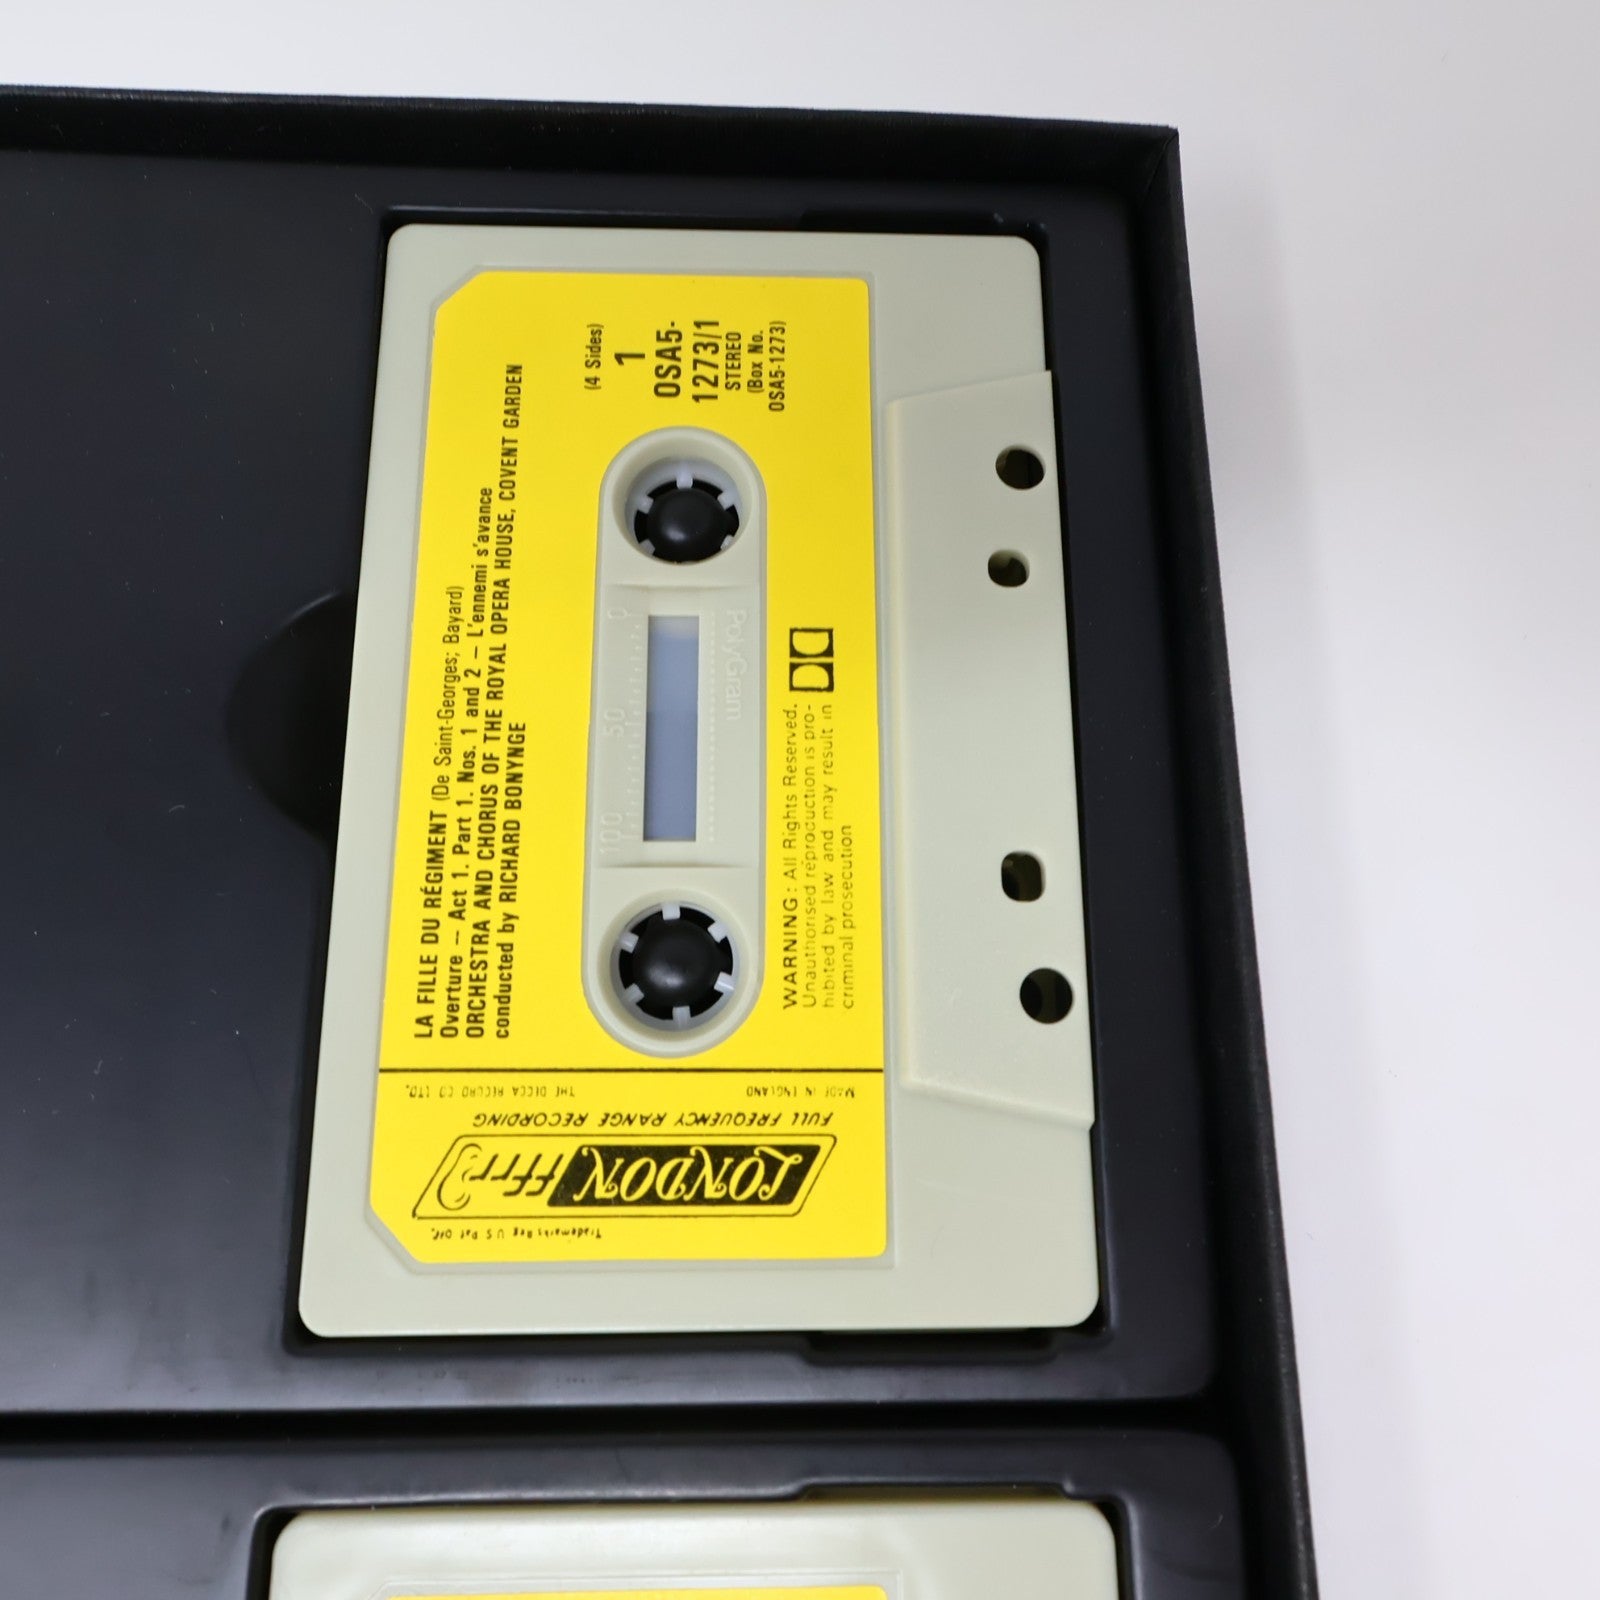 LA FILLE DU RÉGIMENT (De Saint-Georges; Bayard)
Overture — Act 1. Part 1. Nos. 1 and 2 – L'ennemi s'avance
ORCHESTRA AND CHORUS OF THE ROYAL OPERA HOUSE, COVENT GARDEN
conducted by RICHARD BONYNGE
(4 Sides)
1
OSA5-
1273/1
STEREO
(Box No.
OSA5-1273)
100 50 0
PolyGram
WARNING: All Rights Reserved.
Unauthorised reproduction is pro-
hibited by law and may result in
criminal prosecution
Trademarks Reg U S Pat Off.
LONDON ffrr
FULL FREQUENCY RANGE RECORDING
MADE IN ENGLAND THE DECCA RECORD CO LTD.